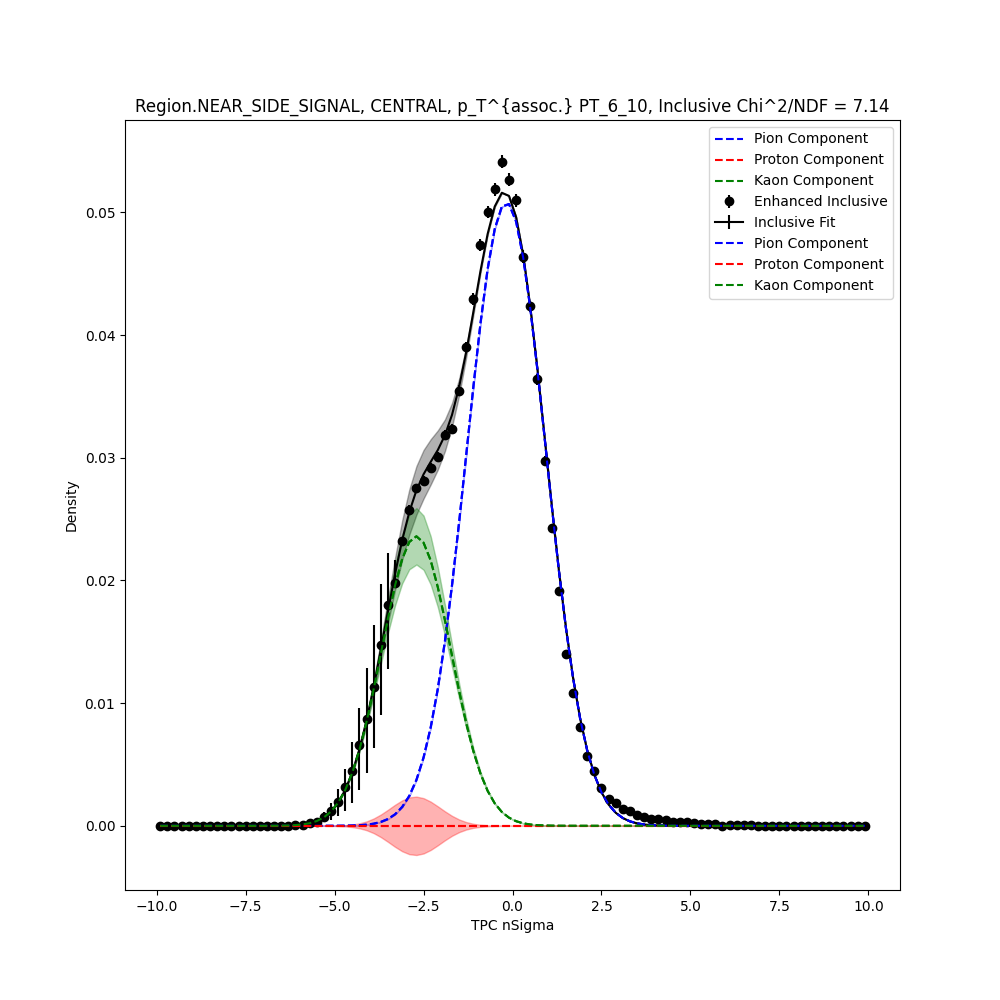 Region.NEAR_SIDE_SIGNAL, CENTRAL, p_T^{assoc.} PT_6_10, Inclusive Chi^2/NDF = 7.14
Pion Component
Proton Component
Kaon Component
Enhanced Inclusive
Inclusive Fit
Pion Component
Proton Component
Kaon Component
0.05
0.04
0.03
0.02
0.01
0.00
Density
−10.0 −7.5 −5.0 −2.5 0.0 2.5 5.0 7.5 10.0
TPC nSigma